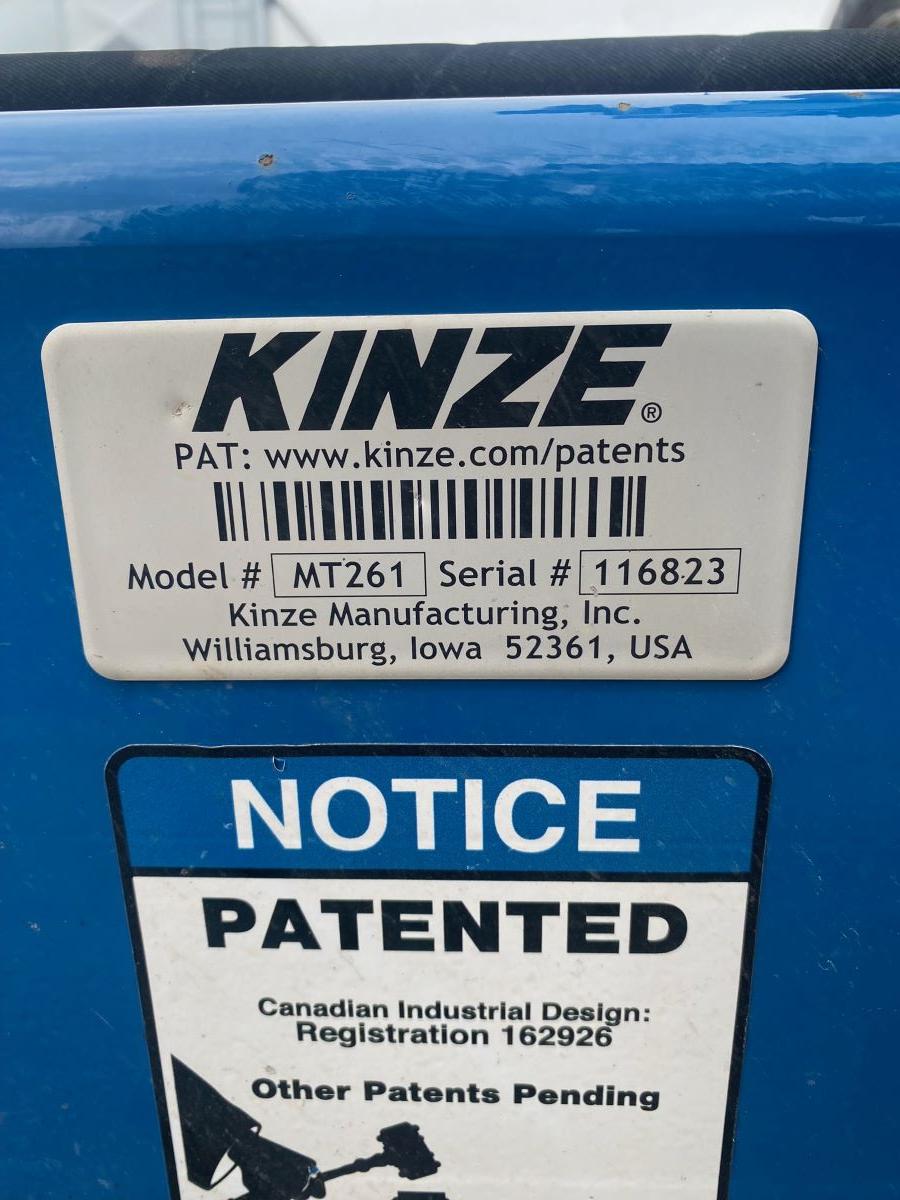 KINZE®
PAT: www.kinze.com/patents
Model # MT261 Serial # 116823
Kinze Manufacturing, Inc.
Williamsburg, Iowa 52361, USA
NOTICE
PATENTED
Canadian Industrial Design:
Registration 162926
Other Patents Pending